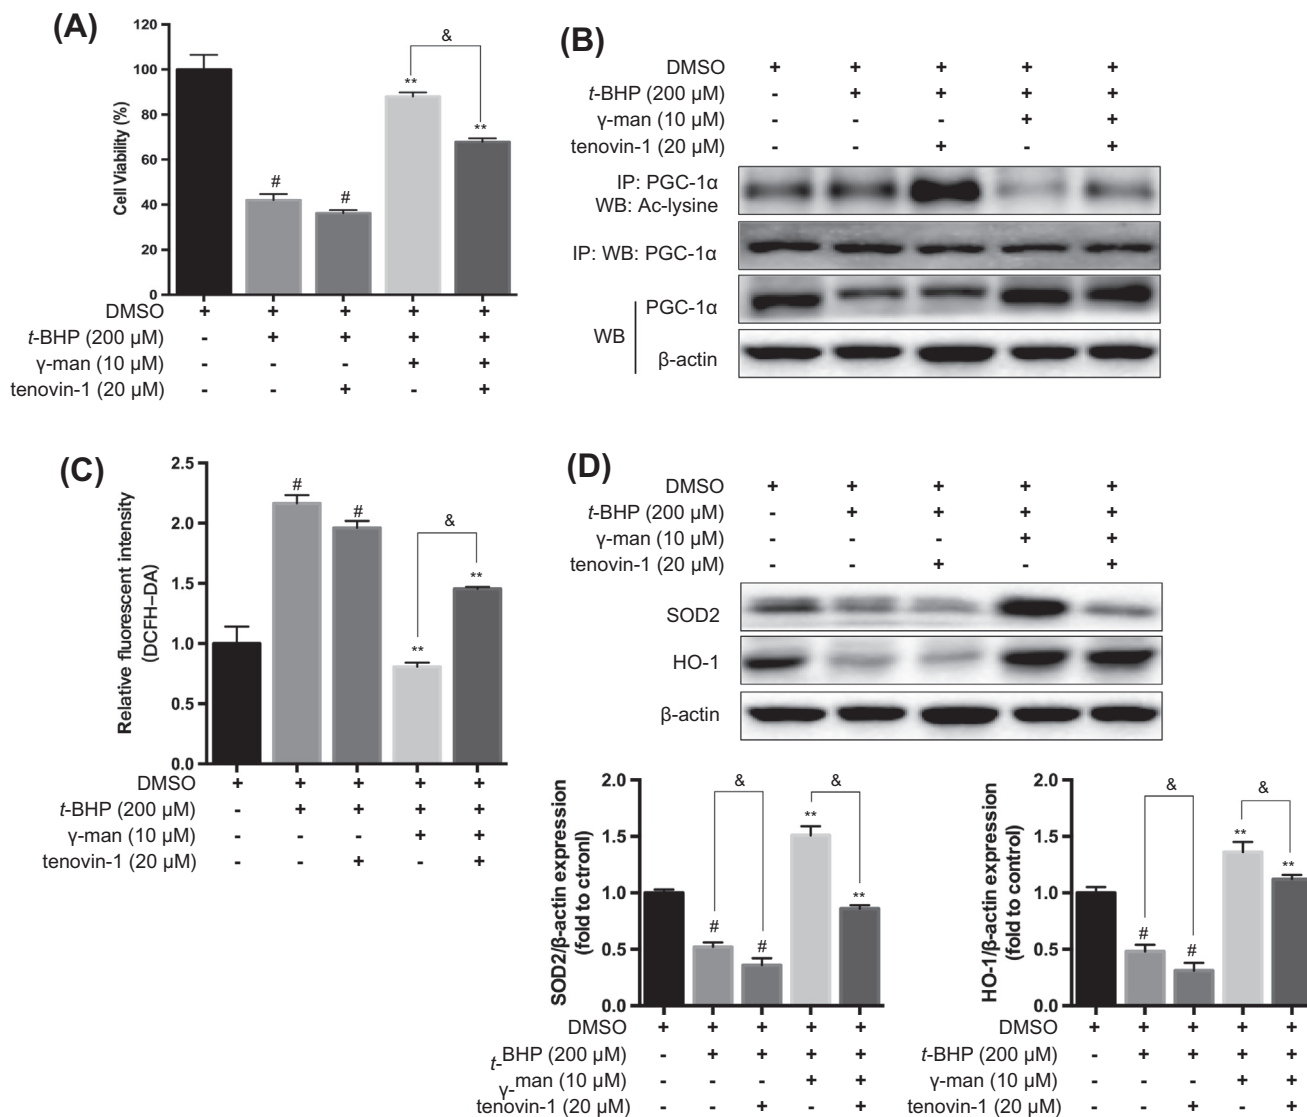 (A)
120
100
80
60
40
20
0
Cell Viability (%)
#
#
**
&
**
DMSO + + + + +
t-BHP (200 μM) - + + + +
γ-man (10 μM) - - - + +
tenovin-1 (20 μM) - - + - +
(B)
DMSO + + + + +
t-BHP (200 μM) - + + + +
γ-man (10 μM) - - - + +
tenovin-1 (20 μM) - - + - +
IP: PGC-1α
WB: Ac-lysine
IP: WB: PGC-1α
PGC-1α
WB
β-actin
(C)
2.5
2.0
1.5
1.0
0.5
0.0
Relative fluorescent intensity
(DCFH–DA)
#
#
**
&
**
DMSO + + + + +
t-BHP (200 μM) - + + + +
γ-man (10 μM) - - - + +
tenovin-1 (20 μM) - - + - +
(D)
DMSO + + + + +
t-BHP (200 μM) - + + + +
γ-man (10 μM) - - - + +
tenovin-1 (20 μM) - - + - +
SOD2
HO-1
β-actin
2.0
1.5
1.0
0.5
0.0
SOD2/β-actin expression
(fold to ctronl)
#
&
#
**
&
**
DMSO + + + + +
t-BHP (200 μM) - + + + +
γ-man (10 μM) - - - + +
tenovin-1 (20 μM) - - + - +
2.0
1.5
1.0
0.5
0.0
HO-1/β-actin expression
(fold to control)
#
&
#
**
&
**
DMSO + + + + +
t-BHP (200 μM) - + + + +
γ-man (10 μM) - - - + +
tenovin-1 (20 μM) - - + - +